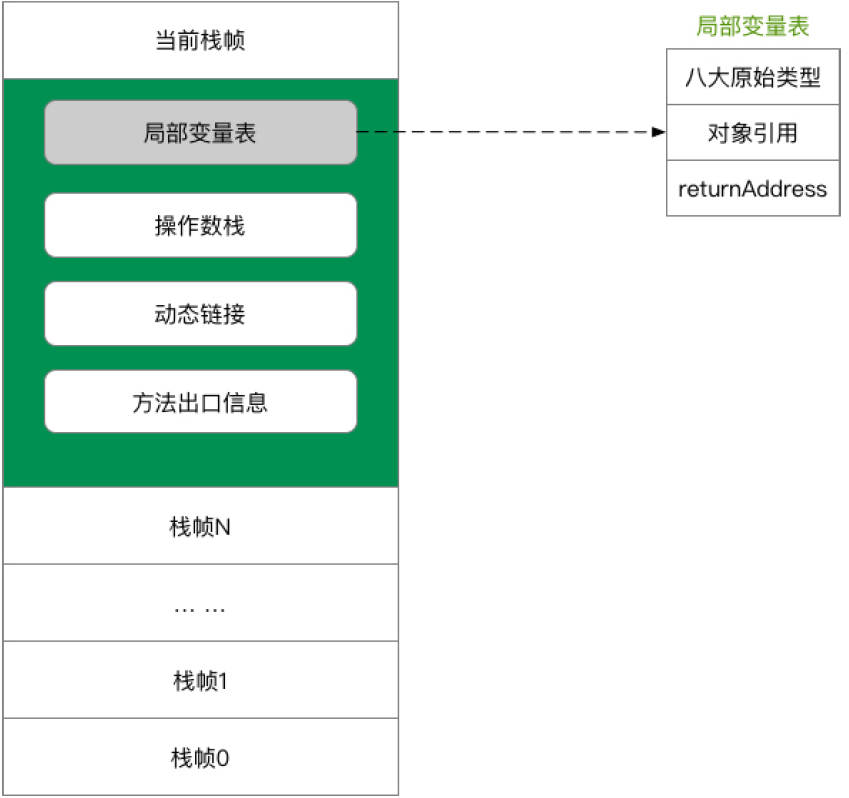 当前栈帧
局部变量表
操作数栈
动态链接
方法出口信息
栈帧N
... ...
栈帧1
栈帧0
局部变量表
八大原始类型
对象引用
returnAddress